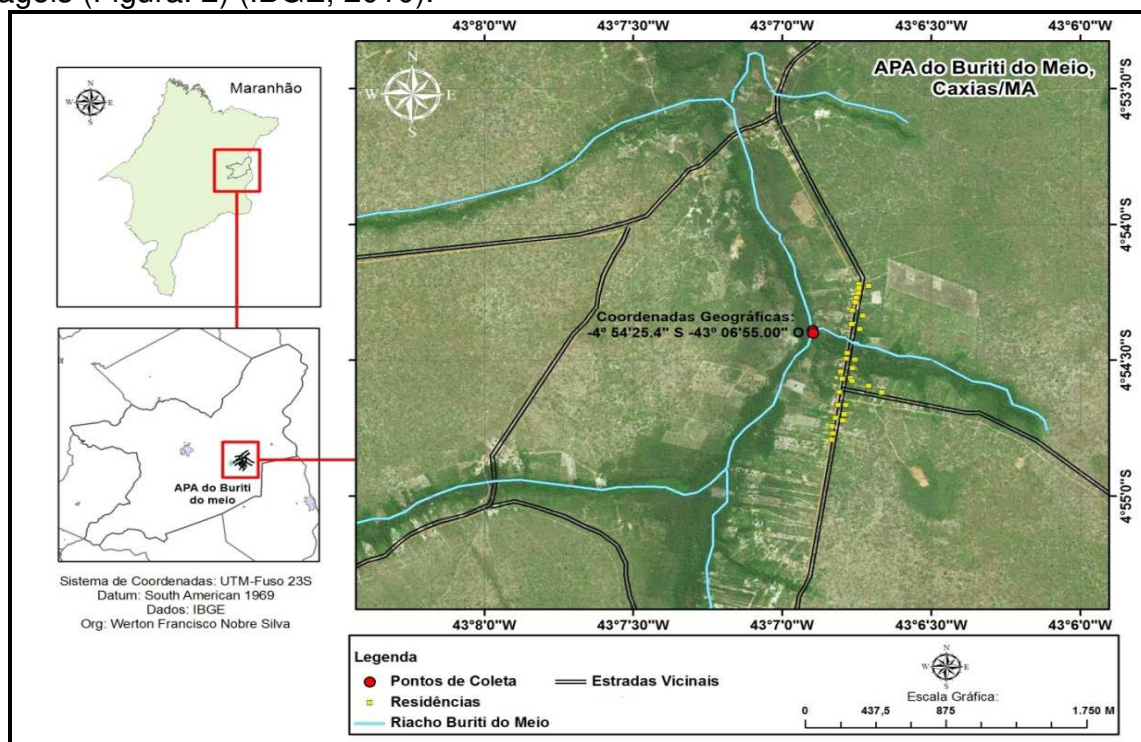 (Figura. 2) (IBGE, 2010).
N
W E
S
Maranhão
APA do Buriti
do meio
Sistema de Coordenadas: UTM-Fuso 23S
Datum: South American 1969
Dados: IBGE
Org: Werton Francisco Nobre Silva
43°8'0"W 43°7'30"W 43°7'0"W 43°6'30"W 43°6'0"W
N
W E
S
APA do Buriti do Meio,
Caxias/MA
4°53'30"S
4°54'0"S
4°54'30"S
4°55'0"S
Coordenadas Geográficas:
-4º 54'25.4" S -43º 06'55.00" O
43°8'0"W 43°7'30"W 43°7'0"W 43°6'30"W 43°6'0"W
Legenda
Pontos de Coleta
Estradas Vicinais
Residências
Riacho Buriti do Meio
N
W E
S
Escala Gráfica:
0 437,5 875 1.750 M